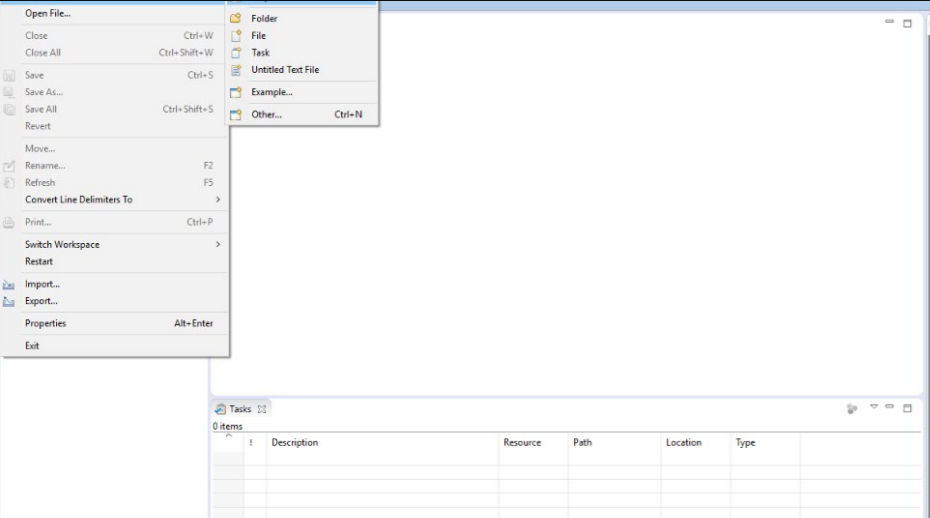 Open File...
Close Ctrl+W
Close All Ctrl+Shift+W
Save Ctrl+S
Save As...
Save All Ctrl+Shift+S
Revert
Move...
Rename... F2
Refresh F5
Convert Line Delimiters To
Print... Ctrl+P
Switch Workspace
Restart
Import...
Export...
Properties Alt+Enter
Exit
Folder
File
Task
Untitled Text File
Example...
Other... Ctrl+N
Tasks
0 items
! Description Resource Path Location Type